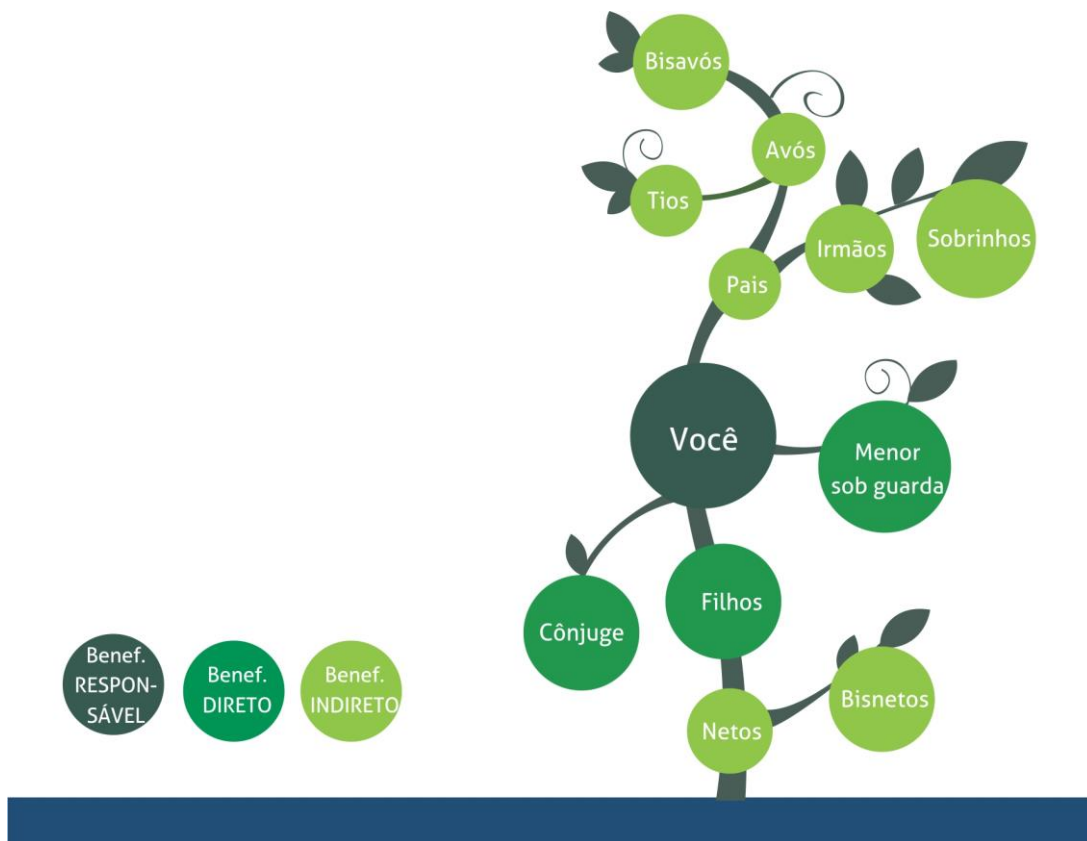 Bisavós
Avós
Tios
Irmãos
Sobrinhos
Pais
Você
Menor
sob guarda
Filhos
Cônjuge
Benef.
RESPON-
SÁVEL
Benef.
DIRETO
Benef.
INDIRETO
Netos
Bisnetos